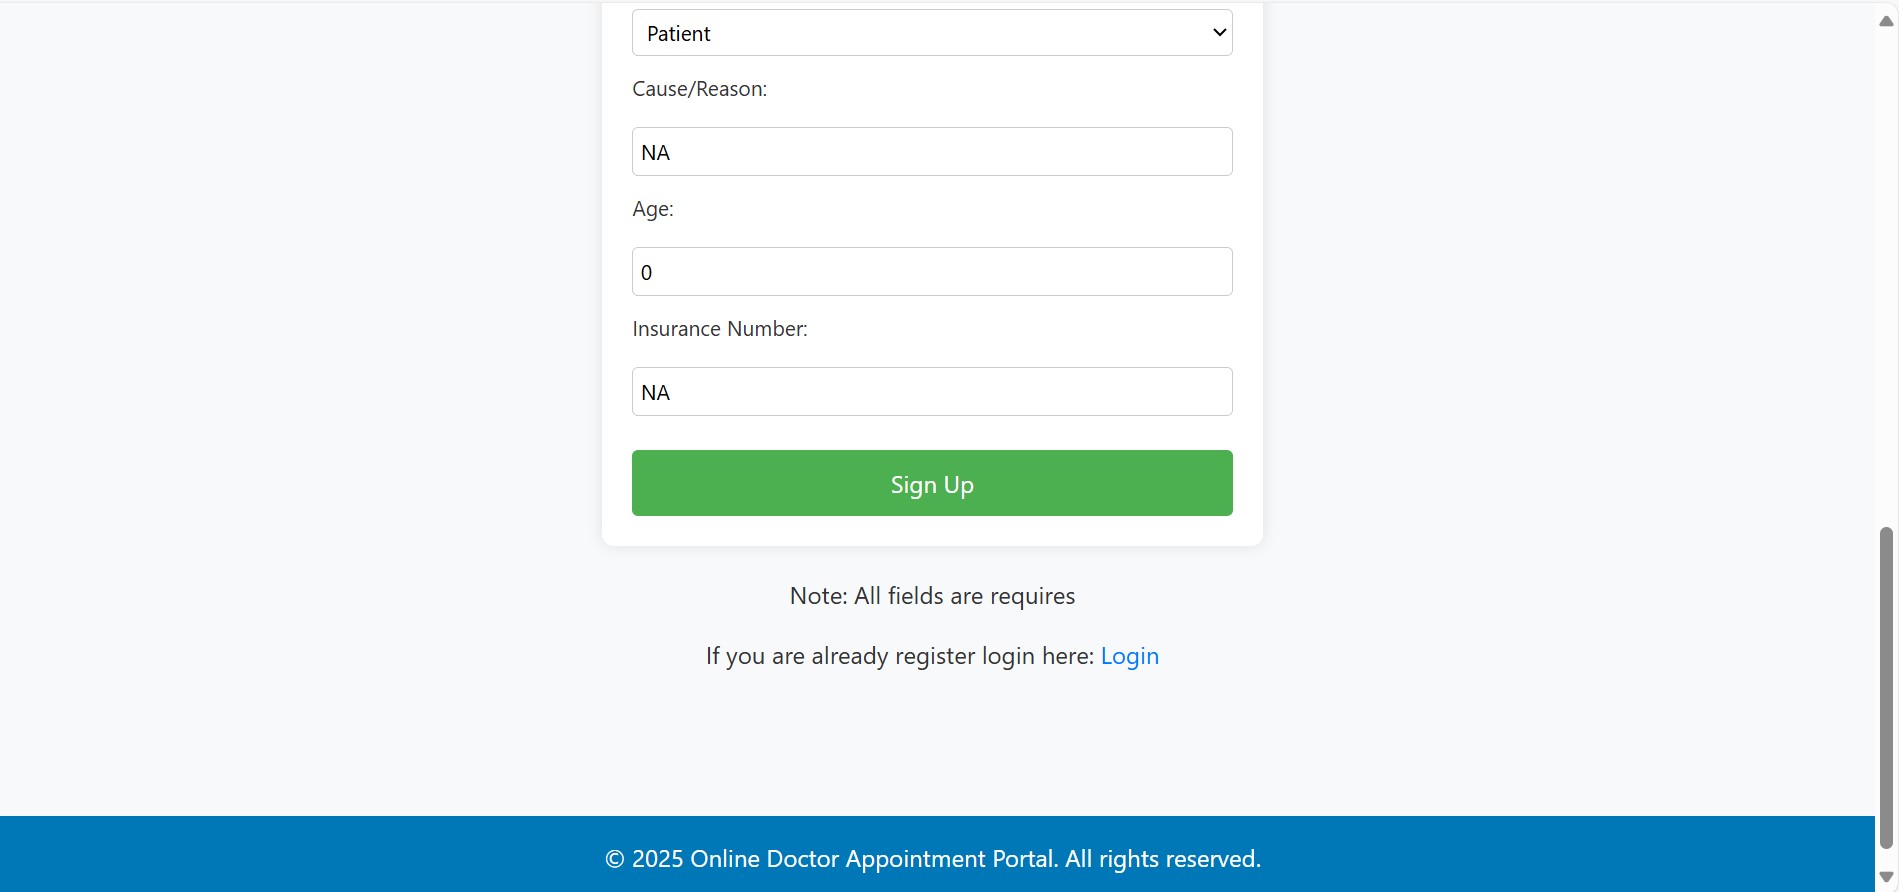 Patient
Cause/Reason:
NA
Age:
0
Insurance Number:
NA
Sign Up
Note: All fields are requires
If you are already register login here: Login
© 2025 Online Doctor Appointment Portal. All rights reserved.